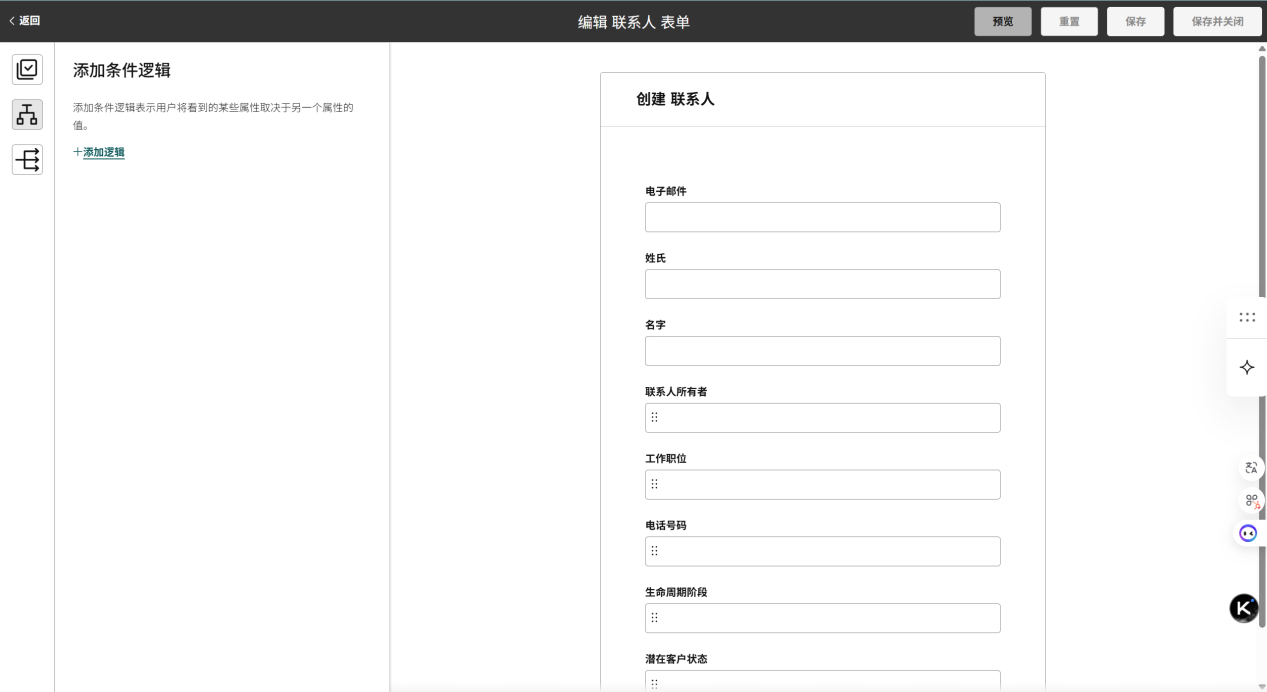 返回
编辑 联系人 表单
预览
重置
保存
保存并关闭
添加条件逻辑
添加条件逻辑表示用户将看到的某些属性取决于另一个属性的
值。
+添加逻辑
创建 联系人
电子邮件
姓氏
名字
联系人所有者
工作职位
电话号码
生命周期阶段
潜在客户状态
K